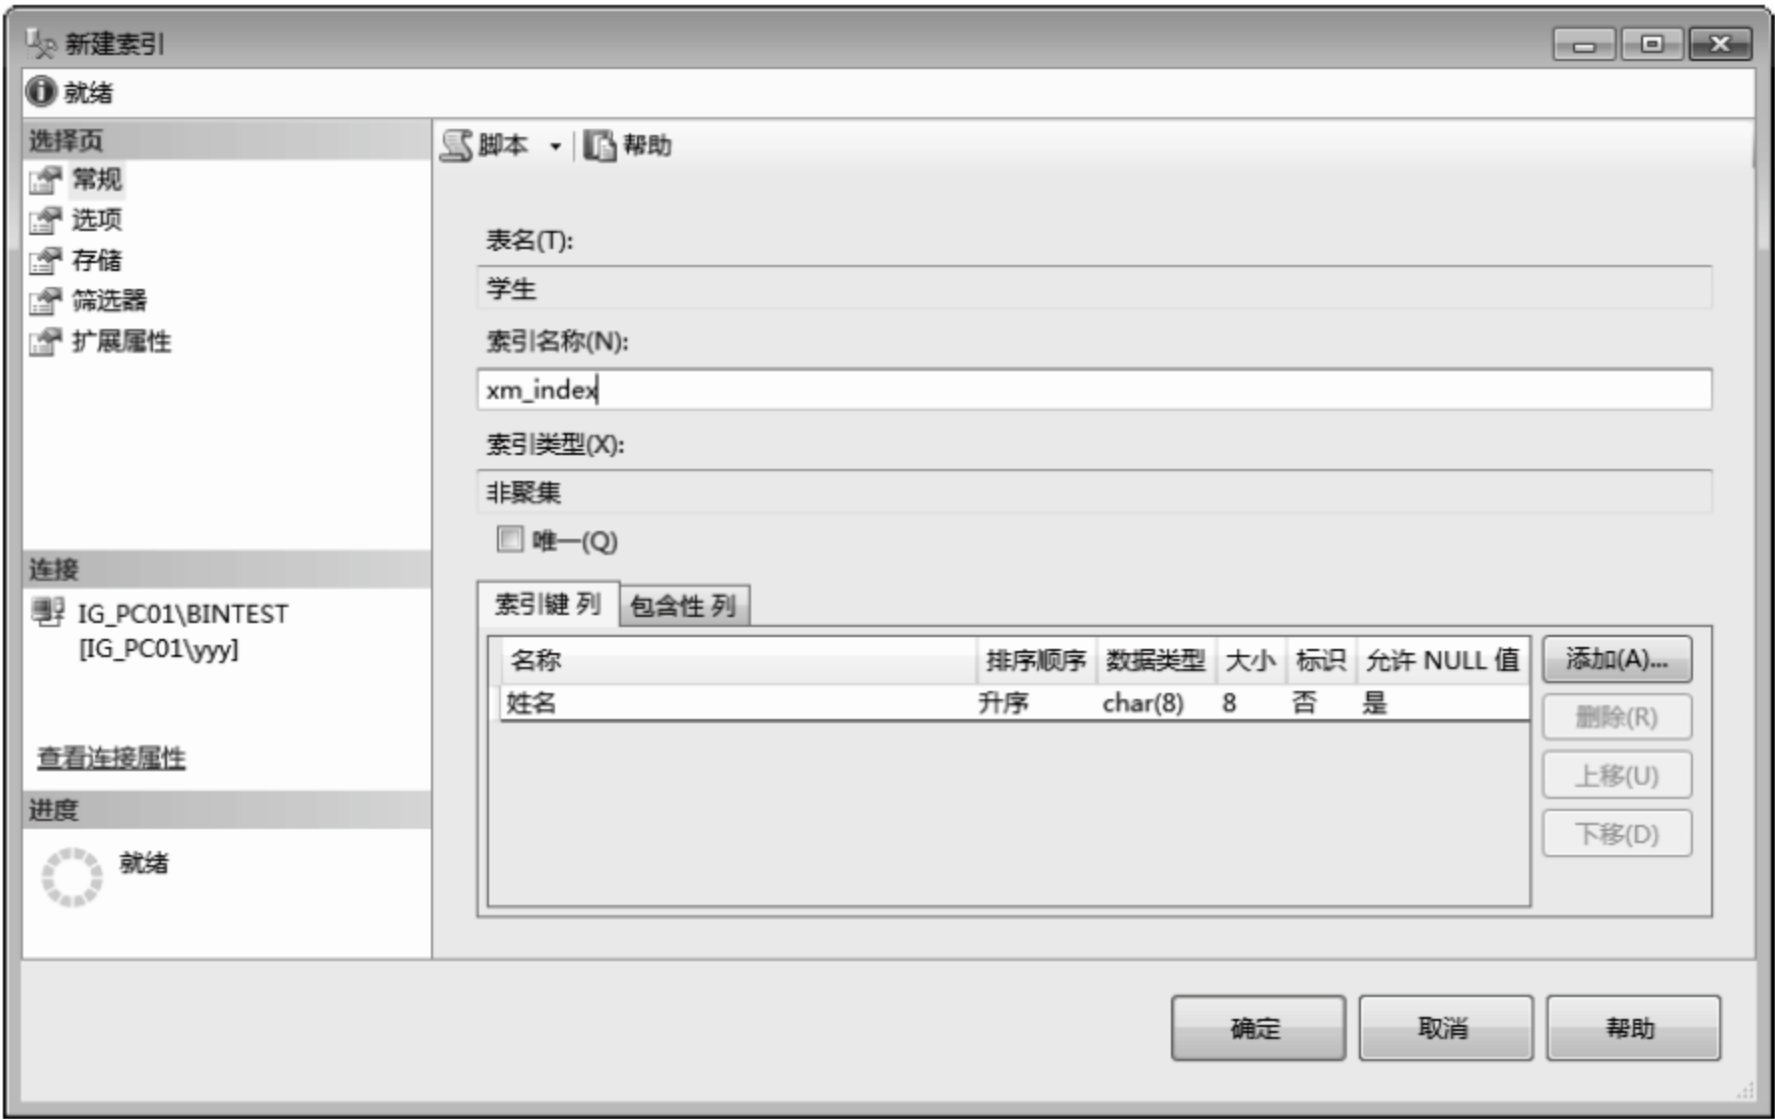 新建索引
就绪
选择页
常规
选项
存储
筛选器
扩展属性
连接
IG_PC01\BINTEST
[IG_PC01\yyy]
查看连接属性
进度
就绪
脚本 帮助
表名(T):
学生
索引名称(N):
xm_index
索引类型(X):
非聚集
唯一(Q)
索引键 列 包含性 列
名称 排序顺序 数据类型 大小 标识 允许 NULL 值
姓名 升序 char(8) 8 否 是
添加(A)...
删除(R)
上移(U)
下移(D)
确定 取消 帮助